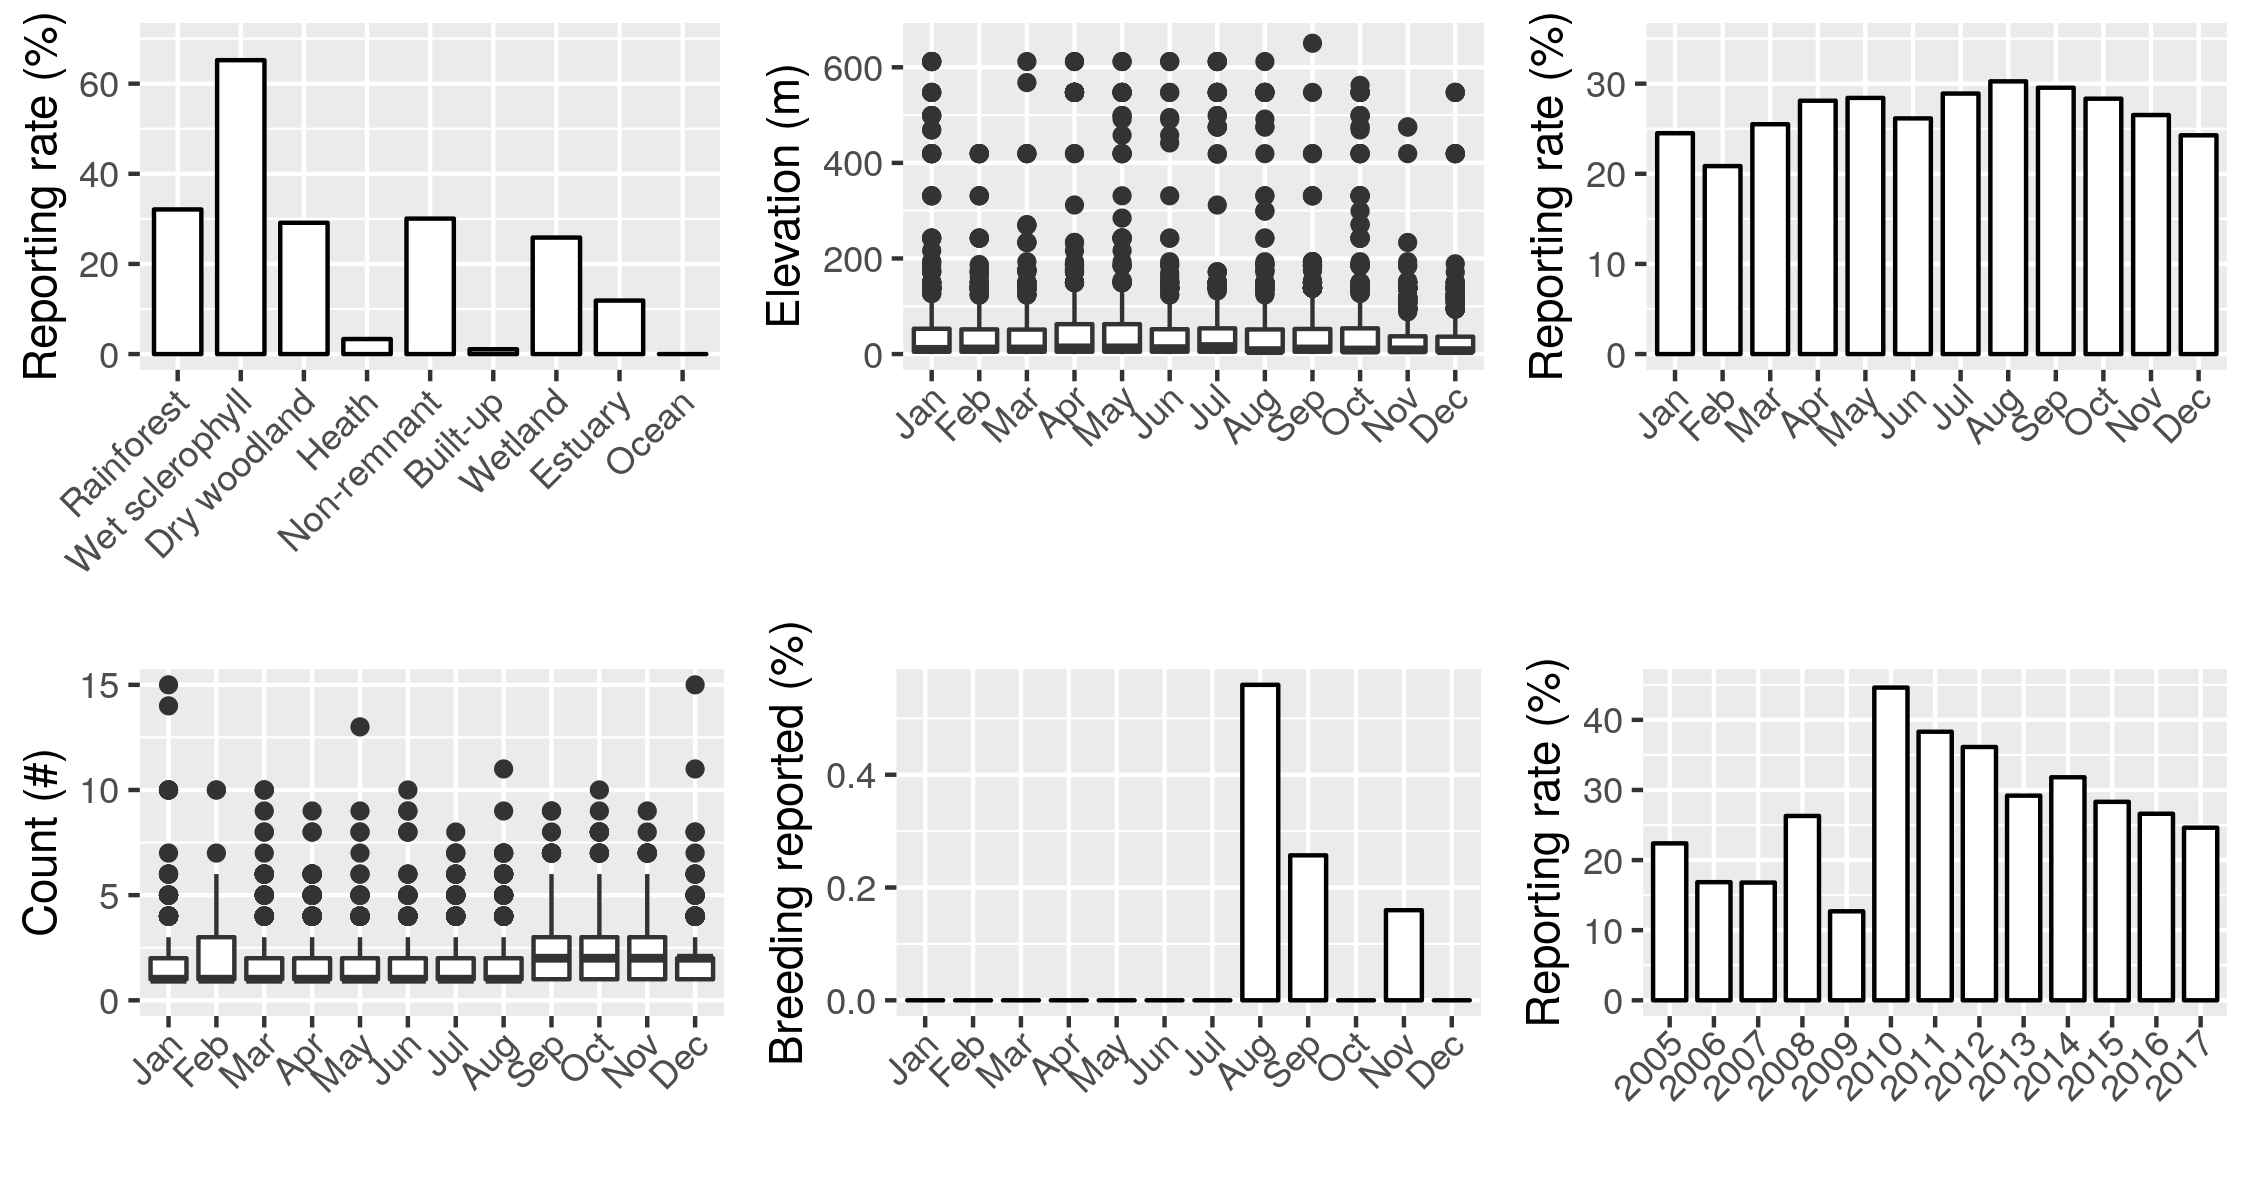 Reporting rate (%)
60
40
20
0
Rainforest
Wet sclerophyll
Dry woodland
Heath
Non-remnant
Built-up
Wetland
Estuary
Ocean
Elevation (m)
600
400
200
0
Jan
Feb
Mar
Apr
May
Jun
Jul
Aug
Sep
Oct
Nov
Dec
Reporting rate (%)
30
20
10
0
Jan
Feb
Mar
Apr
May
Jun
Jul
Aug
Sep
Oct
Nov
Dec
Count (#)
15
10
5
0
Jan
Feb
Mar
Apr
May
Jun
Jul
Aug
Sep
Oct
Nov
Dec
Breeding reported (%)
0.4
0.2
0.0
Jan
Feb
Mar
Apr
May
Jun
Jul
Aug
Sep
Oct
Nov
Dec
Reporting rate (%)
40
30
20
10
0
2005
2006
2007
2008
2009
2010
2011
2012
2013
2014
2015
2016
2017